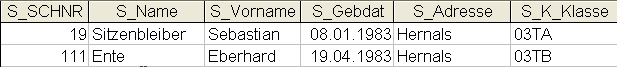 S_SCHNR S_Name S_Vorname S_Gebdat S_Adresse S_K_Klasse
19 Sitzenbleiber Sebastian 08.01.1983 Hernals 03TA
111 Ente Eberhard 19.04.1983 Hernals 03TB